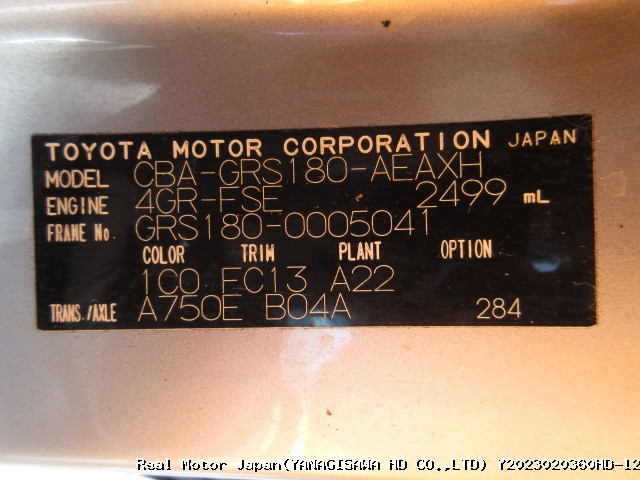 TOYOTA MOTOR CORPORATION JAPAN
MODEL CBA-GRS180-AEAXH
ENGINE 4GR-FSE 2499 mL
FRAME No. GRS180-0005041
COLOR TRIM PLANT OPTION
1C0 FC13 A22
TRANS./AXLE A750E B04A 284
Real Motor Japan(YANAGISAWA HD CO.,LTD) Y2023020360HD-12